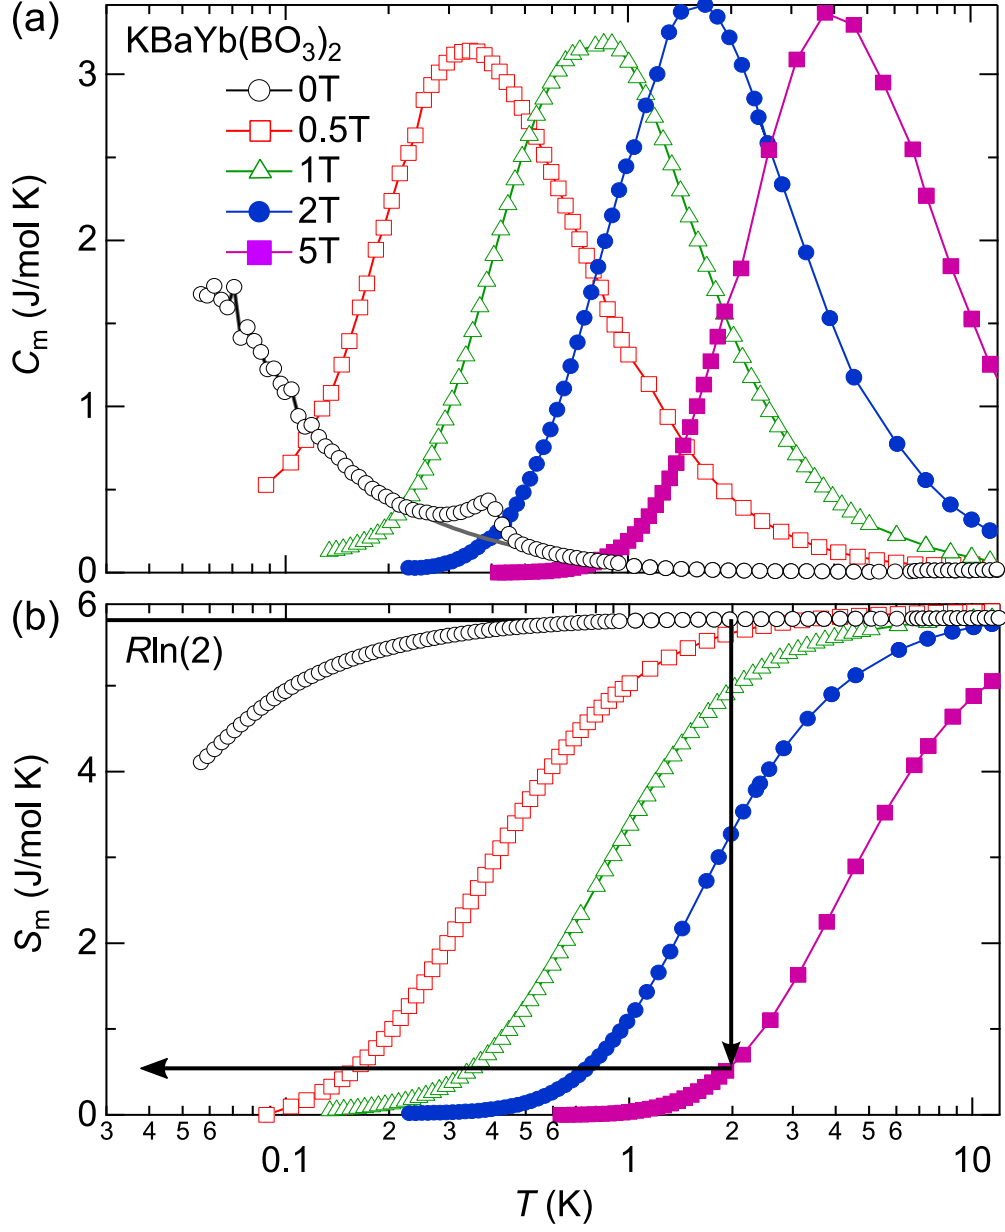 (a)
KBaYb(BO₃)₂
0T
0.5T
1T
2T
5T
3
2
1
0
Cₘ (J/mol K)
(b)
Rln(2)
6
4
2
0
Sₘ (J/mol K)
3 4 5 6 2 3 4 5 6 2 3 4 5 6
0.1 1 10
T (K)